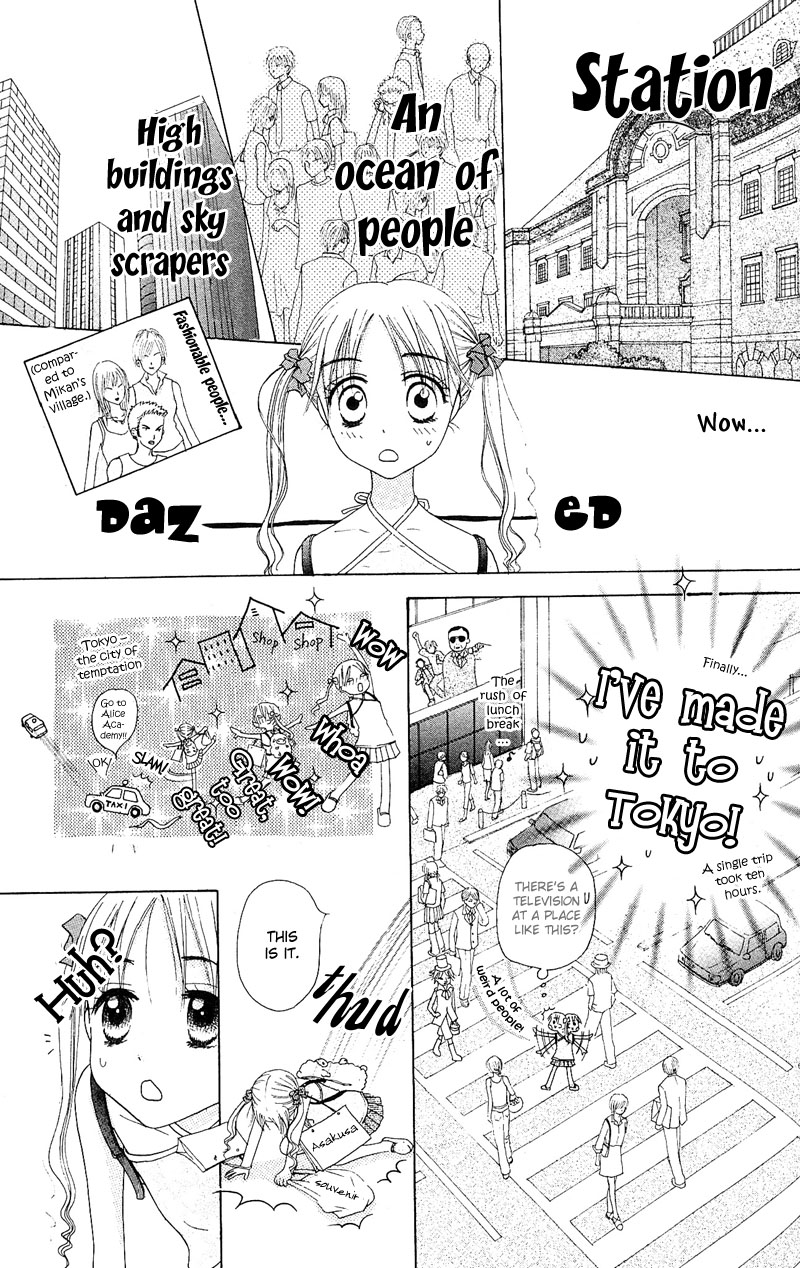 Station
An
ocean of
people
High
buildings
and sky
scrapers
Fashionable people...
(Compar-
ed to
Mikan's
village.)
Wow...
Daz
ed
Finally...
I've made
it to
Tokyo!
A single trip
took ten
hours.
The
rush of
lunch
break
...
THERE'S A
TELEVISION
AT A PLACE
LIKE THIS?
A lot of
weird people!
Tokyo –
the city of
temptation
Shop
Shop
Wow
Whoa
Wow!
Great,
too
great!
SLAM!
Go to
Alice
Aca-
demy!!
OK!
TAXI
THIS
IS IT.
thud
Asakusa
souvenir
Huh?